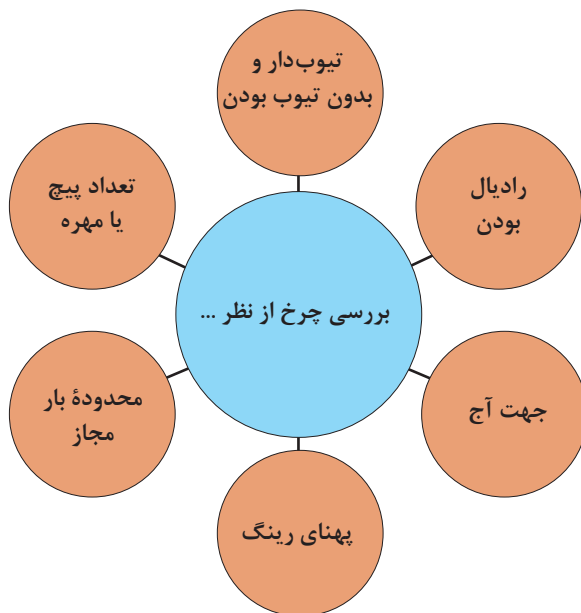 تیوب‌دار و
بدون تیوب بودن
رادیال
بودن
جهت آج
پهنای رینگ
محدودهٔ بار
مجاز
تعداد پیچ
یا مهره
بررسی چرخ از نظر ...